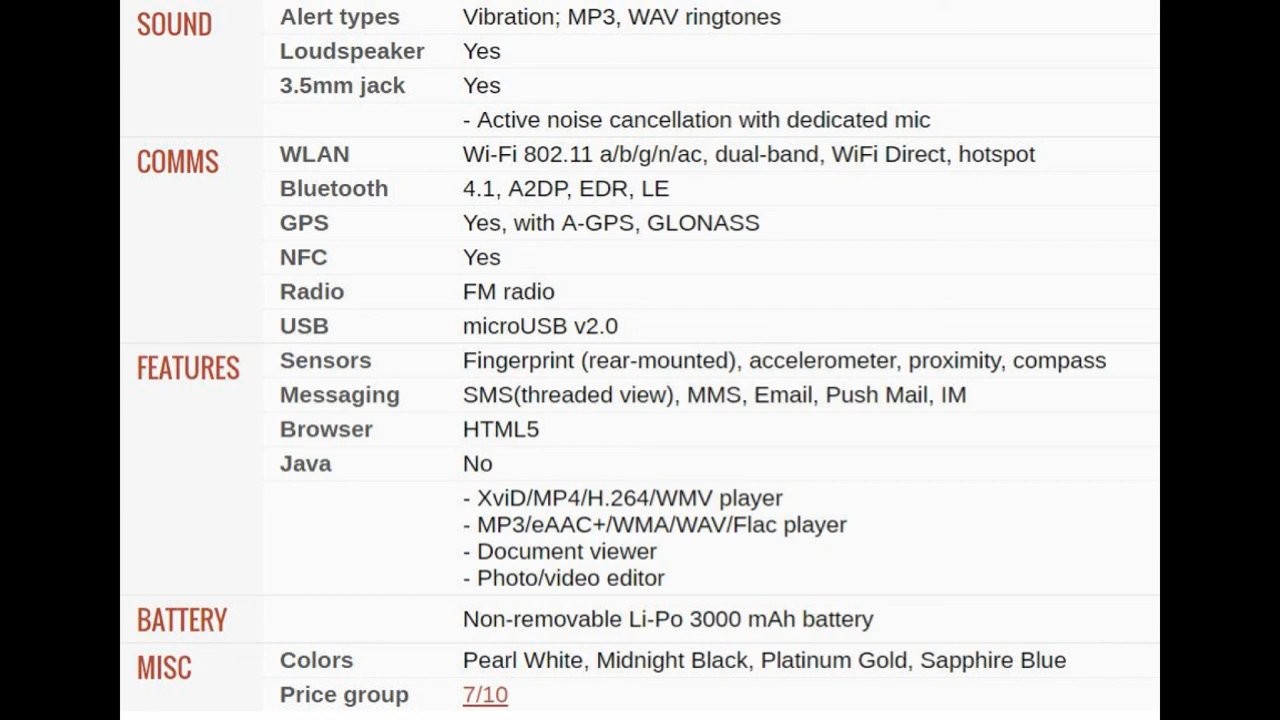 SOUND Alert types Vibration; MP3, WAV ringtones
Loudspeaker Yes
3.5mm jack Yes
- Active noise cancellation with dedicated mic
COMMS WLAN Wi-Fi 802.11 a/b/g/n/ac, dual-band, WiFi Direct, hotspot
Bluetooth 4.1, A2DP, EDR, LE
GPS Yes, with A-GPS, GLONASS
NFC Yes
Radio FM radio
USB microUSB v2.0
FEATURES Sensors Fingerprint (rear-mounted), accelerometer, proximity, compass
Messaging SMS(threaded view), MMS, Email, Push Mail, IM
Browser HTML5
Java No
- XviD/MP4/H.264/WMV player
- MP3/eAAC+/WMA/WAV/Flac player
- Document viewer
- Photo/video editor
BATTERY Non-removable Li-Po 3000 mAh battery
MISC Colors Pearl White, Midnight Black, Platinum Gold, Sapphire Blue
Price group 7/10